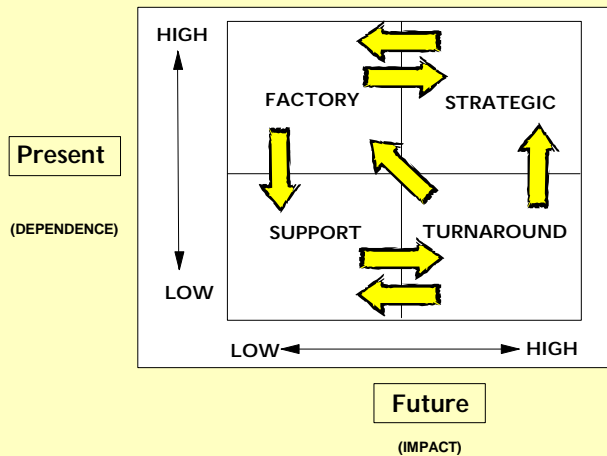 HIGH
FACTORY
STRATEGIC
Present
(DEPENDENCE)
SUPPORT
TURNAROUND
LOW
LOW
HIGH
Future
(IMPACT)